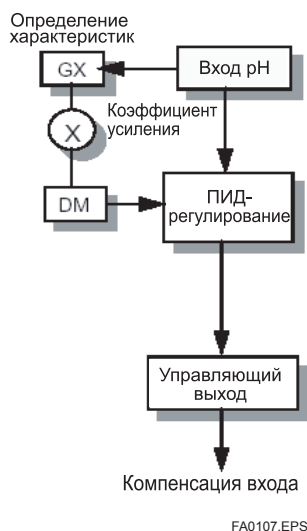 Определение
характеристик
GX
Вход pH
X
Коэффициент
усиления
DM
ПИД-
регулирование
Управляющий
выход
Компенсация входа
FA0107.EPS